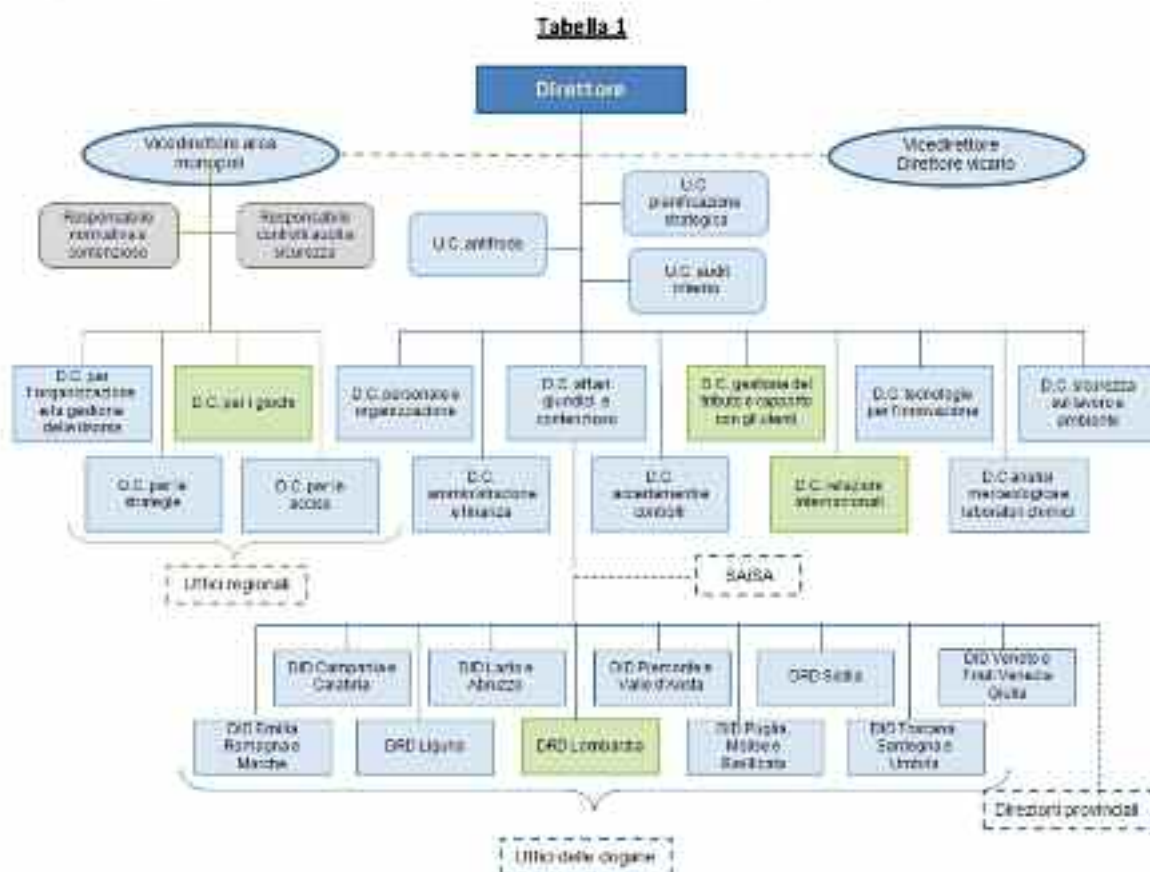 Tabella 1
Direttore
Vicedirettore area
monopoli
Vicedirettore
Direttore vicario
U.C.
pianificazione
strategica
Responsabile
normativa e
contenzioso
Responsabile
controlli audit e
sicurezza
U.C. antifrode
U.C. audit
interno
D.C. per
l'organizzazione
e la gestione
delle risorse
D.C. per i giochi
D.C. personale e
organizzazione
D.C. affari
giuridici e
contenzioso
D.C. gestione dei
tributi e rapporto
con gli utenti
D.C. tecnologie
per l'innovazione
D.C. sicurezza
sul lavoro e
ambiente
D.C. per le
strategie
D.C. per le
accise
D.C.
amministrazione
e finanza
D.C.
accertamenti e
controlli
D.C. relazioni
internazionali
D.C. analisi
merceologica e
laboratori chimici
Uffici regionali
SAISA
DID Campania e
Calabria
DID Lazio e
Abruzzo
DID Piemonte e
Valle d'Aosta
DRD Sicilia
DID Veneto e
Friuli Venezia
Giulia
DID Emilia
Romagna e
Marche
DRD Liguria
DRD Lombardia
DID Puglia,
Molise e
Basilicata
DID Toscana
Sardegna e
Umbria
Direzioni provinciali
Uffici delle dogane